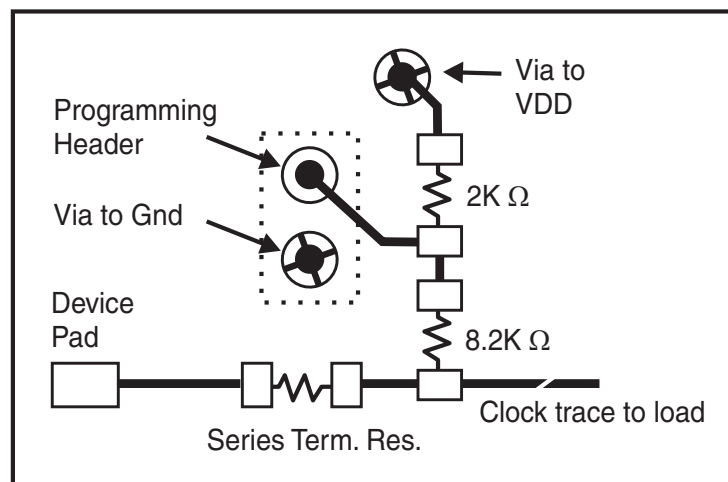 Via to
VDD
Programming
Header
2K Ω
Via to Gnd
Device
Pad
8.2K Ω
Clock trace to load
Series Term. Res.